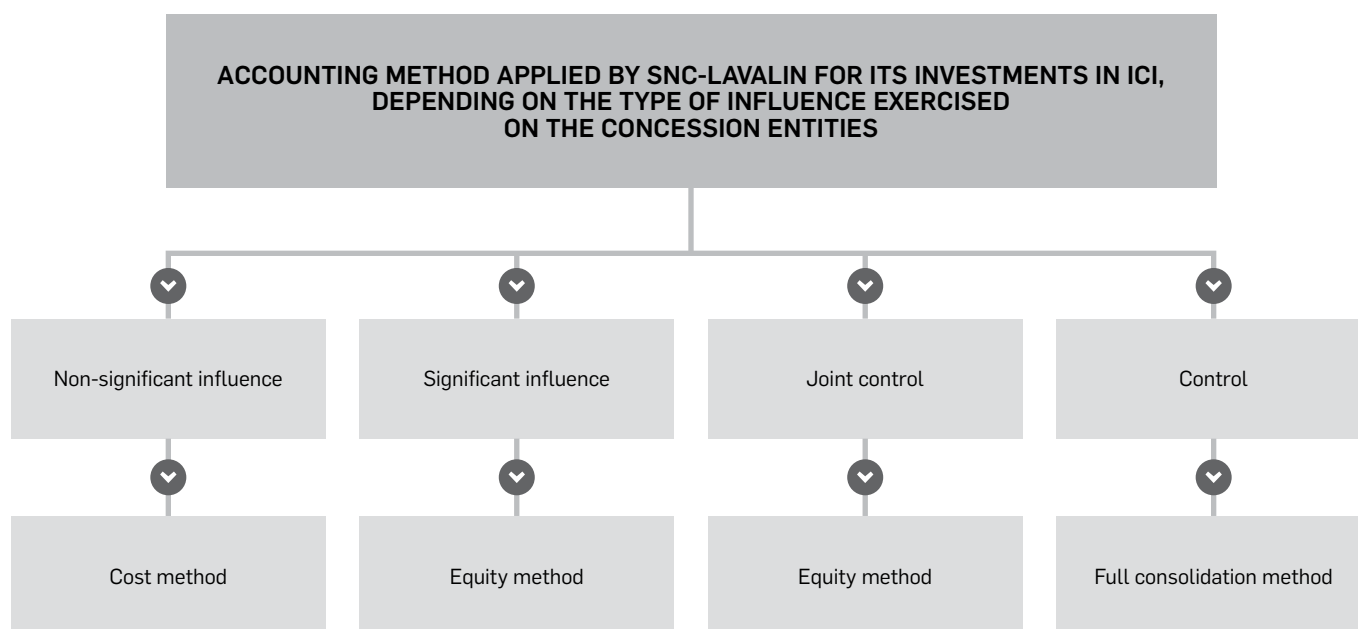 ACCOUNTING METHOD APPLIED BY SNC-LAVALIN FOR ITS INVESTMENTS IN ICI,
DEPENDING ON THE TYPE OF INFLUENCE EXERCISED
ON THE CONCESSION ENTITIES
Non-significant influence
Significant influence
Joint control
Control
Cost method
Equity method
Equity method
Full consolidation method